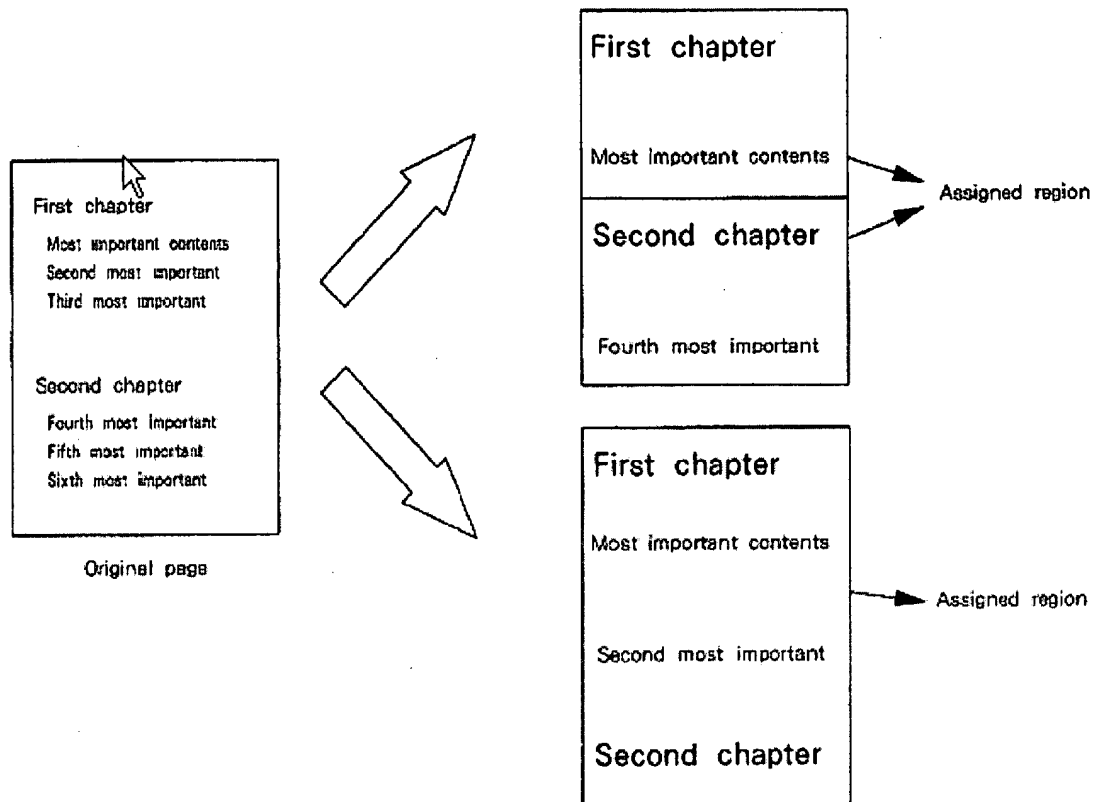 First chapter
Most important contents
Second most important
Third most important
Second chapter
Fourth most important
Fifth most important
Sixth most important
Original page
First chapter
Most important contents
Second chapter
Fourth most important
Assigned region
First chapter
Most important contents
Second most important
Second chapter
Assigned region